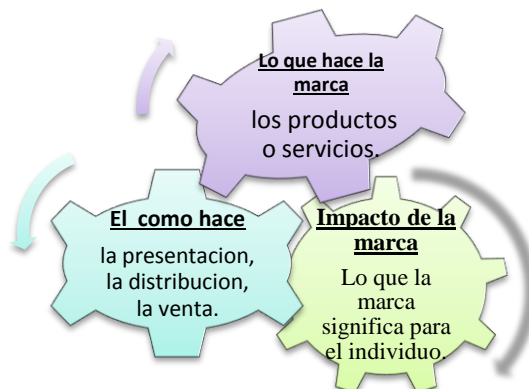 Lo que hace la
marca
los productos
o servicios.
El como hace
la presentacion,
la distribucion,
la venta.
Impacto de la
marca
Lo que la
marca
significa para
el individuo.